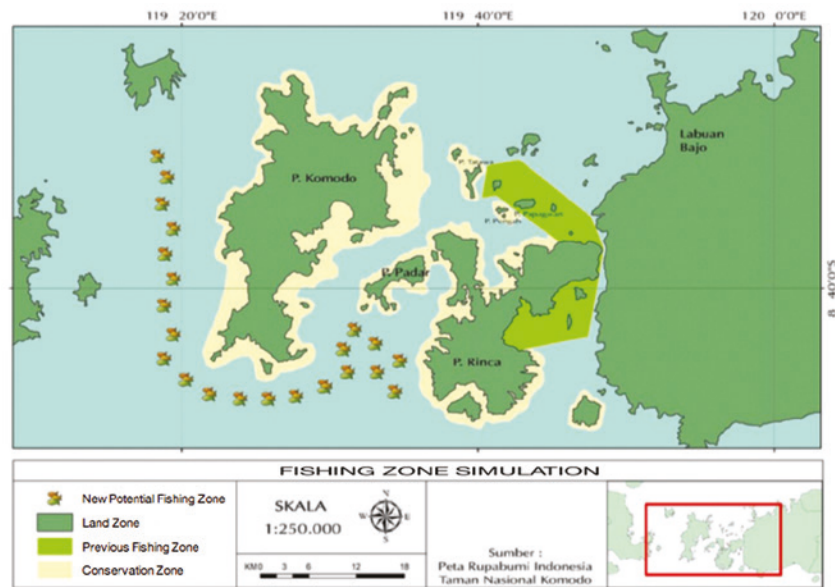 119 20'0"E
119 40'0"E
120 0'0"E
Labuan
Bajo
P. Tatawa
P. Komodo
P. Papagaran
P. Padar
8 40'0"S
P. Rinca
FISHING ZONE SIMULATION
New Potential Fishing Zone
Land Zone
Previous Fishing Zone
Conservation Zone
SKALA
1:250.000
N
W
E
S
KM0 3 6 12 18
Sumber :
Peta Rupabumi Indonesia
Taman Nasional Komodo